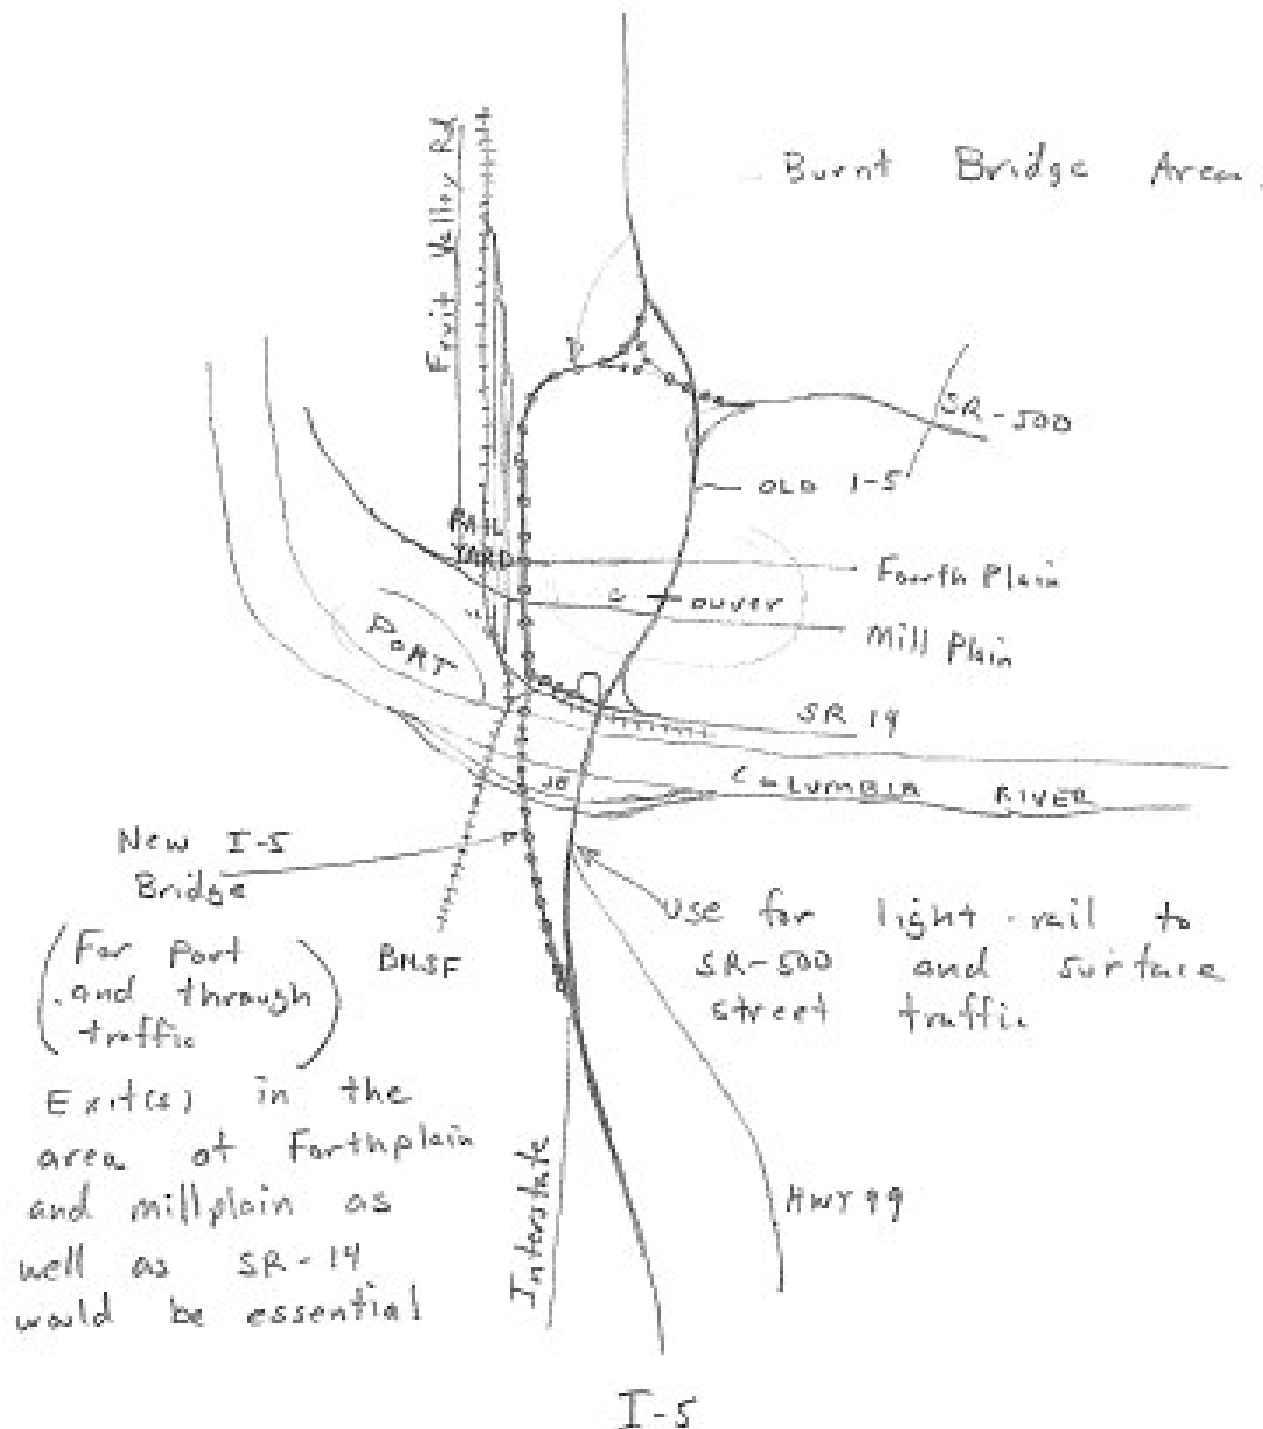 Burnt Bridge Area
Fruit Valley Rd
SR-500
OLD I-5
RAIL
YARD
Fourth Plain
Mill Plain
PORT
SR 14
COLUMBIA RIVER
New I-5
Bridge
(For Port
and through
traffic)
BNSF
use for light-rail to
SR-500 and surface
street traffic
Exit(s) in the
area of Forthplain
and millplain as
well as SR-14
would be essential
Interstate
HWY 99
I-5